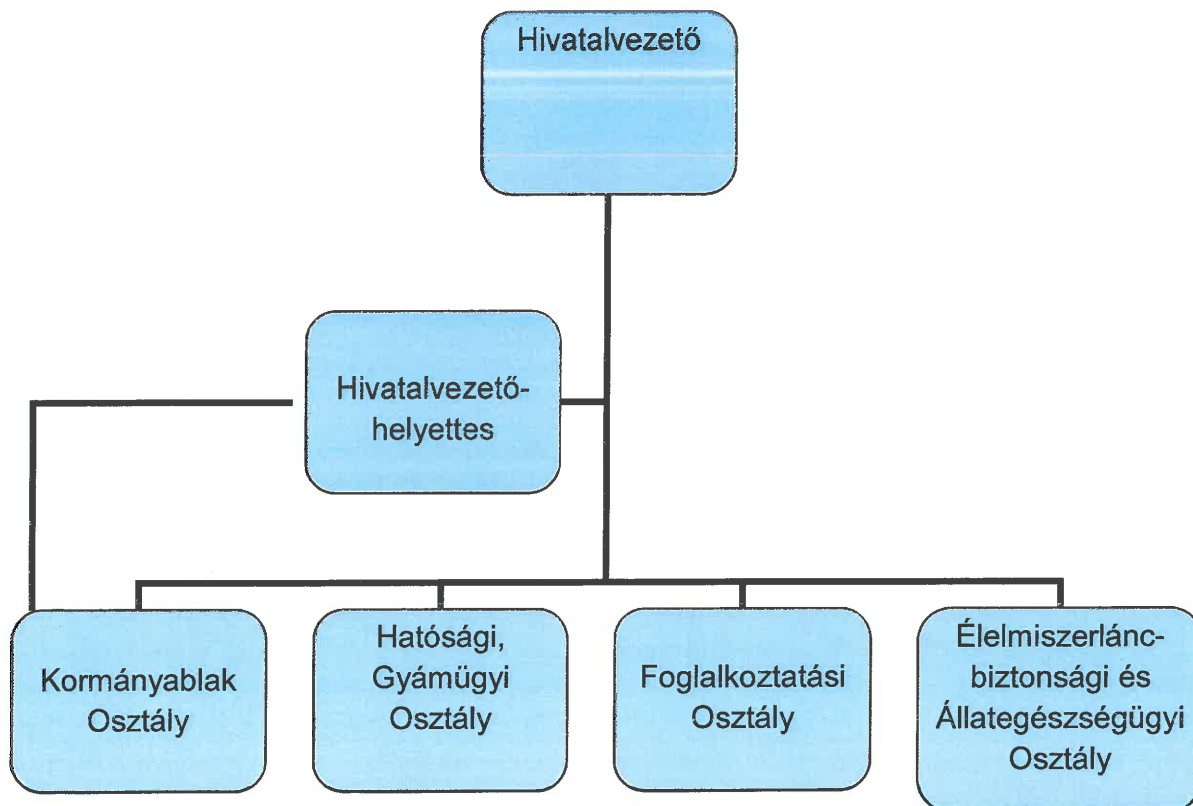 Hivatalvezető
Hivatalvezető-
helyettes
Kormányablak
Osztály
Hatósági,
Gyámügyi
Osztály
Foglalkoztatási
Osztály
Élelmiszerlánc-
biztonsági és
Állategészségügyi
Osztály